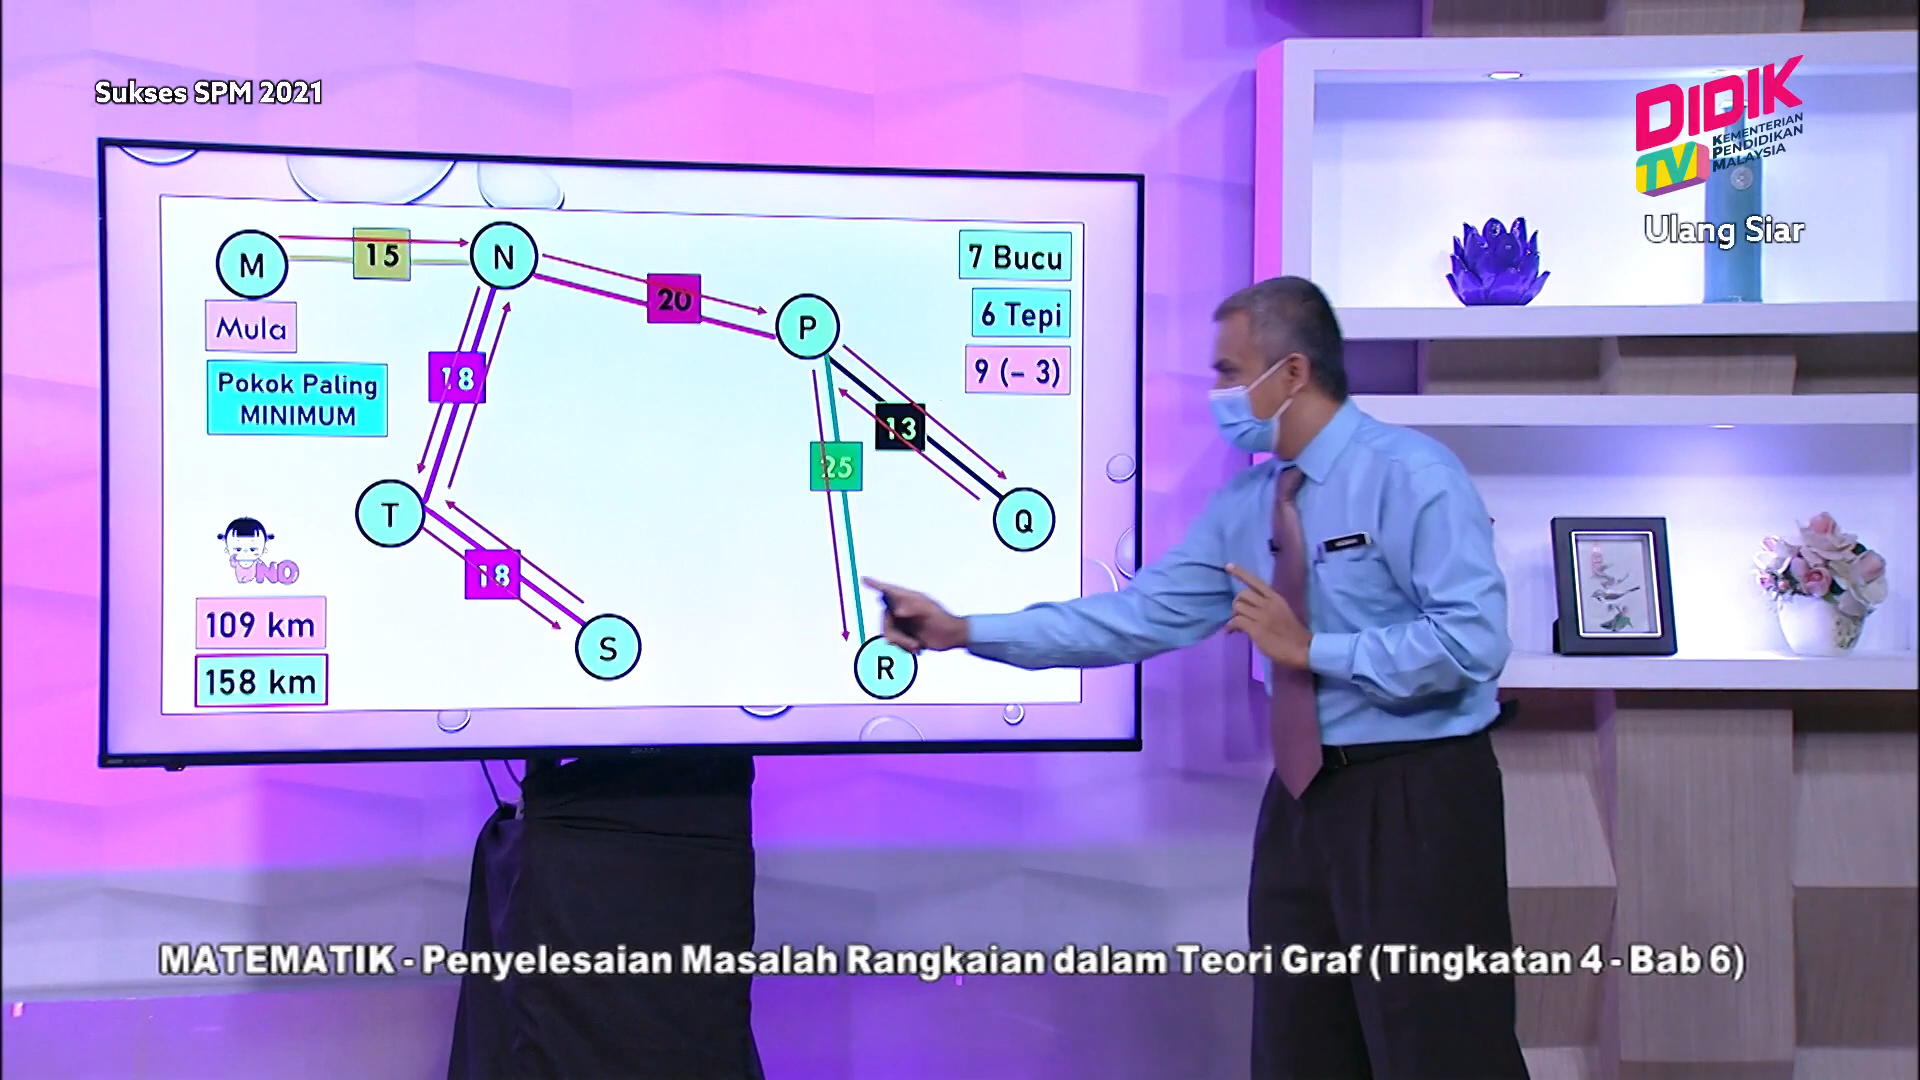 Sukses SPM 2021
DIDIK
TV
KEMENTERIAN
PENDIDIKAN
MALAYSIA
Ulang Siar
M
15
N
20
P
7 Bucu
6 Tepi
9 (– 3)
Mula
Pokok Paling
MINIMUM
18
13
25
T
Q
18
NO
S
R
109 km
158 km
MATEMATIK - Penyelesaian Masalah Rangkaian dalam Teori Graf (Tingkatan 4 - Bab 6)